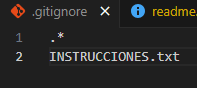 .gitignore × readme.
1 .*
2 INSTRUCCIONES.txt